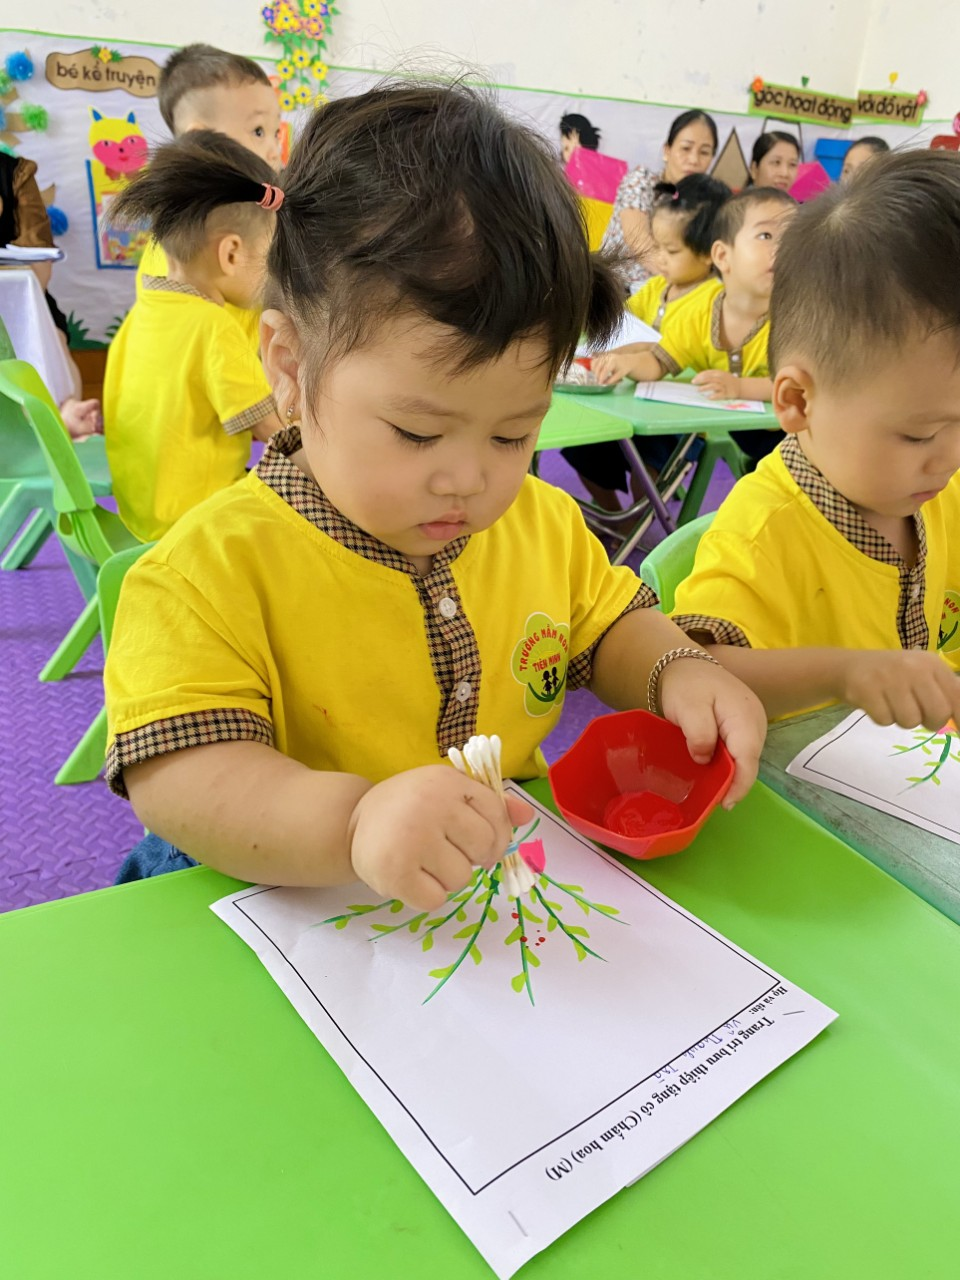 bé kể truyện
góc hoạt động
với đồ vật
TRƯỜNG MẦM NON
TIÊN MINH
Trang trí bưu thiệp tặng cô (Chấm hoa) (M)
Họ và tên: